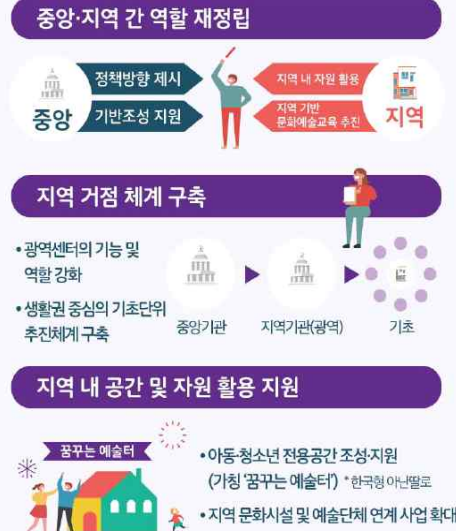 중앙·지역 간 역할 재정립
정책방향 제시
기반조성 지원
중앙
지역 내 자원 활용
지역 기반
문화예술교육 추진
지역
지역 거점 체계 구축
• 광역센터의 기능 및
역할 강화
• 생활권 중심의 기초단위
추진체계 구축
중앙기관
지역기관(광역)
기초
지역 내 공간 및 자원 활용 지원
꿈꾸는 예술터
• 아동·청소년 전용공간 조성·지원
(가칭 '꿈꾸는 예술터') *한국형 아난딸로
• 지역 문화시설 및 예술단체 연계 사업 확대